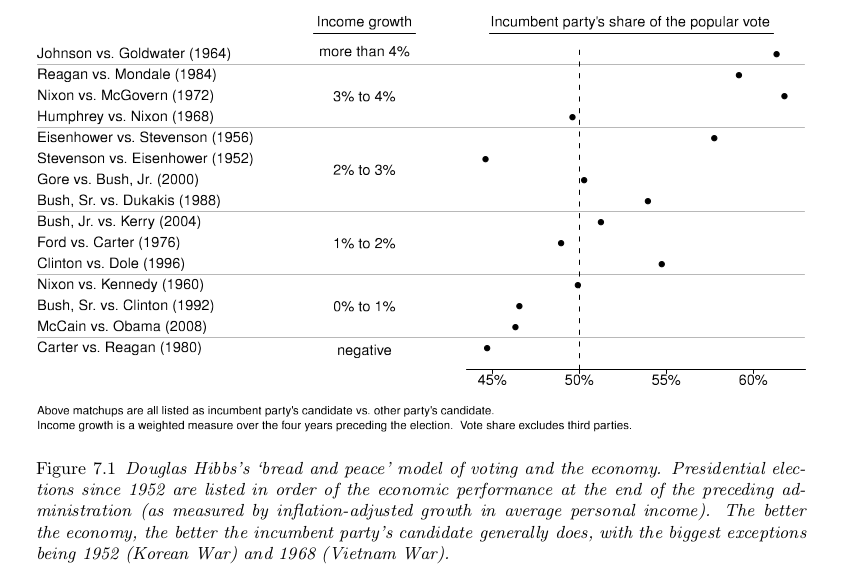 Income growth Incumbent party's share of the popular vote
Johnson vs. Goldwater (1964) more than 4%
Reagan vs. Mondale (1984)
Nixon vs. McGovern (1972) 3% to 4%
Humphrey vs. Nixon (1968)
Eisenhower vs. Stevenson (1956)
Stevenson vs. Eisenhower (1952)
2% to 3%
Gore vs. Bush, Jr. (2000)
Bush, Sr. vs. Dukakis (1988)
Bush, Jr. vs. Kerry (2004)
Ford vs. Carter (1976) 1% to 2%
Clinton vs. Dole (1996)
Nixon vs. Kennedy (1960)
Bush, Sr. vs. Clinton (1992) 0% to 1%
McCain vs. Obama (2008)
Carter vs. Reagan (1980) negative
45% 50% 55% 60%
Above matchups are all listed as incumbent party's candidate vs. other party's candidate.
Income growth is a weighted measure over the four years preceding the election. Vote share excludes third parties.
Figure 7.1 Douglas Hibbs's ‘bread and peace’ model of voting and the economy. Presidential elec-
tions since 1952 are listed in order of the economic performance at the end of the preceding ad-
ministration (as measured by inflation-adjusted growth in average personal income). The better
the economy, the better the incumbent party's candidate generally does, with the biggest exceptions
being 1952 (Korean War) and 1968 (Vietnam War).